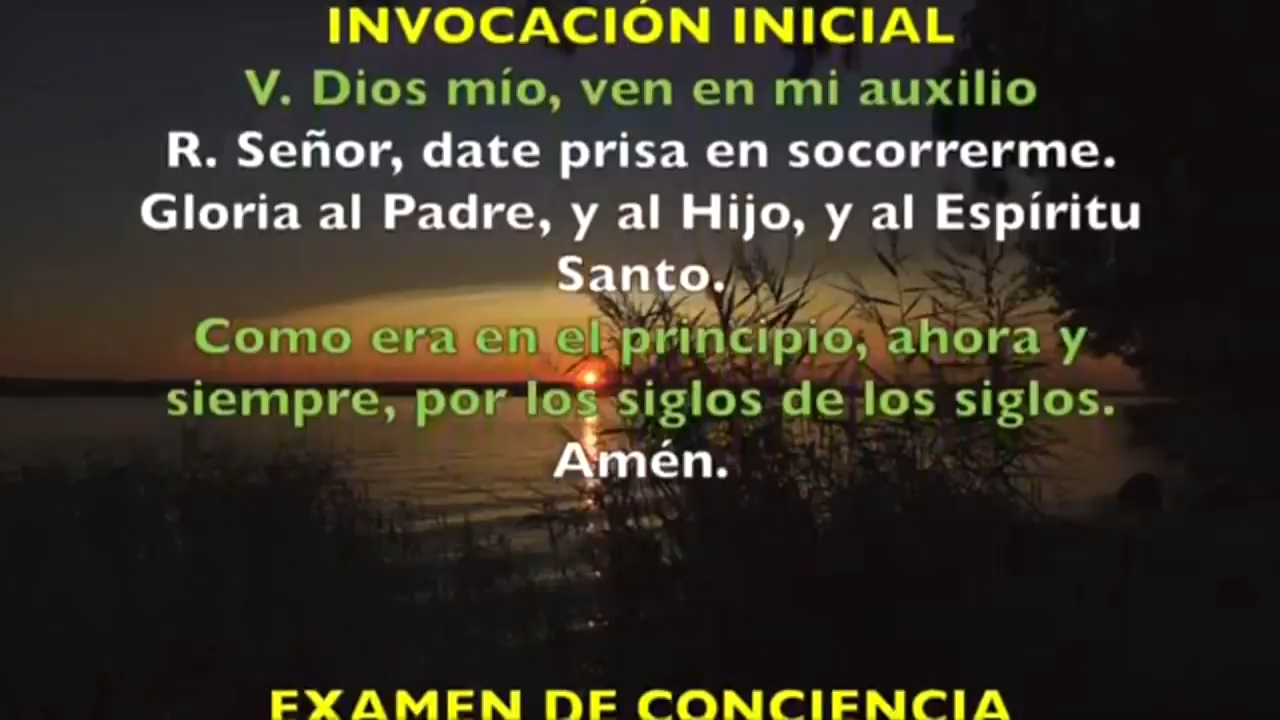 INVOCACIÓN INICIAL
V. Dios mío, ven en mi auxilio
R. Señor, date prisa en socorrerme.
Gloria al Padre, y al Hijo, y al Espíritu
Santo.
Como era en el principio, ahora y
siempre, por los siglos de los siglos.
Amén.
EXAMEN DE CONCIENCIA